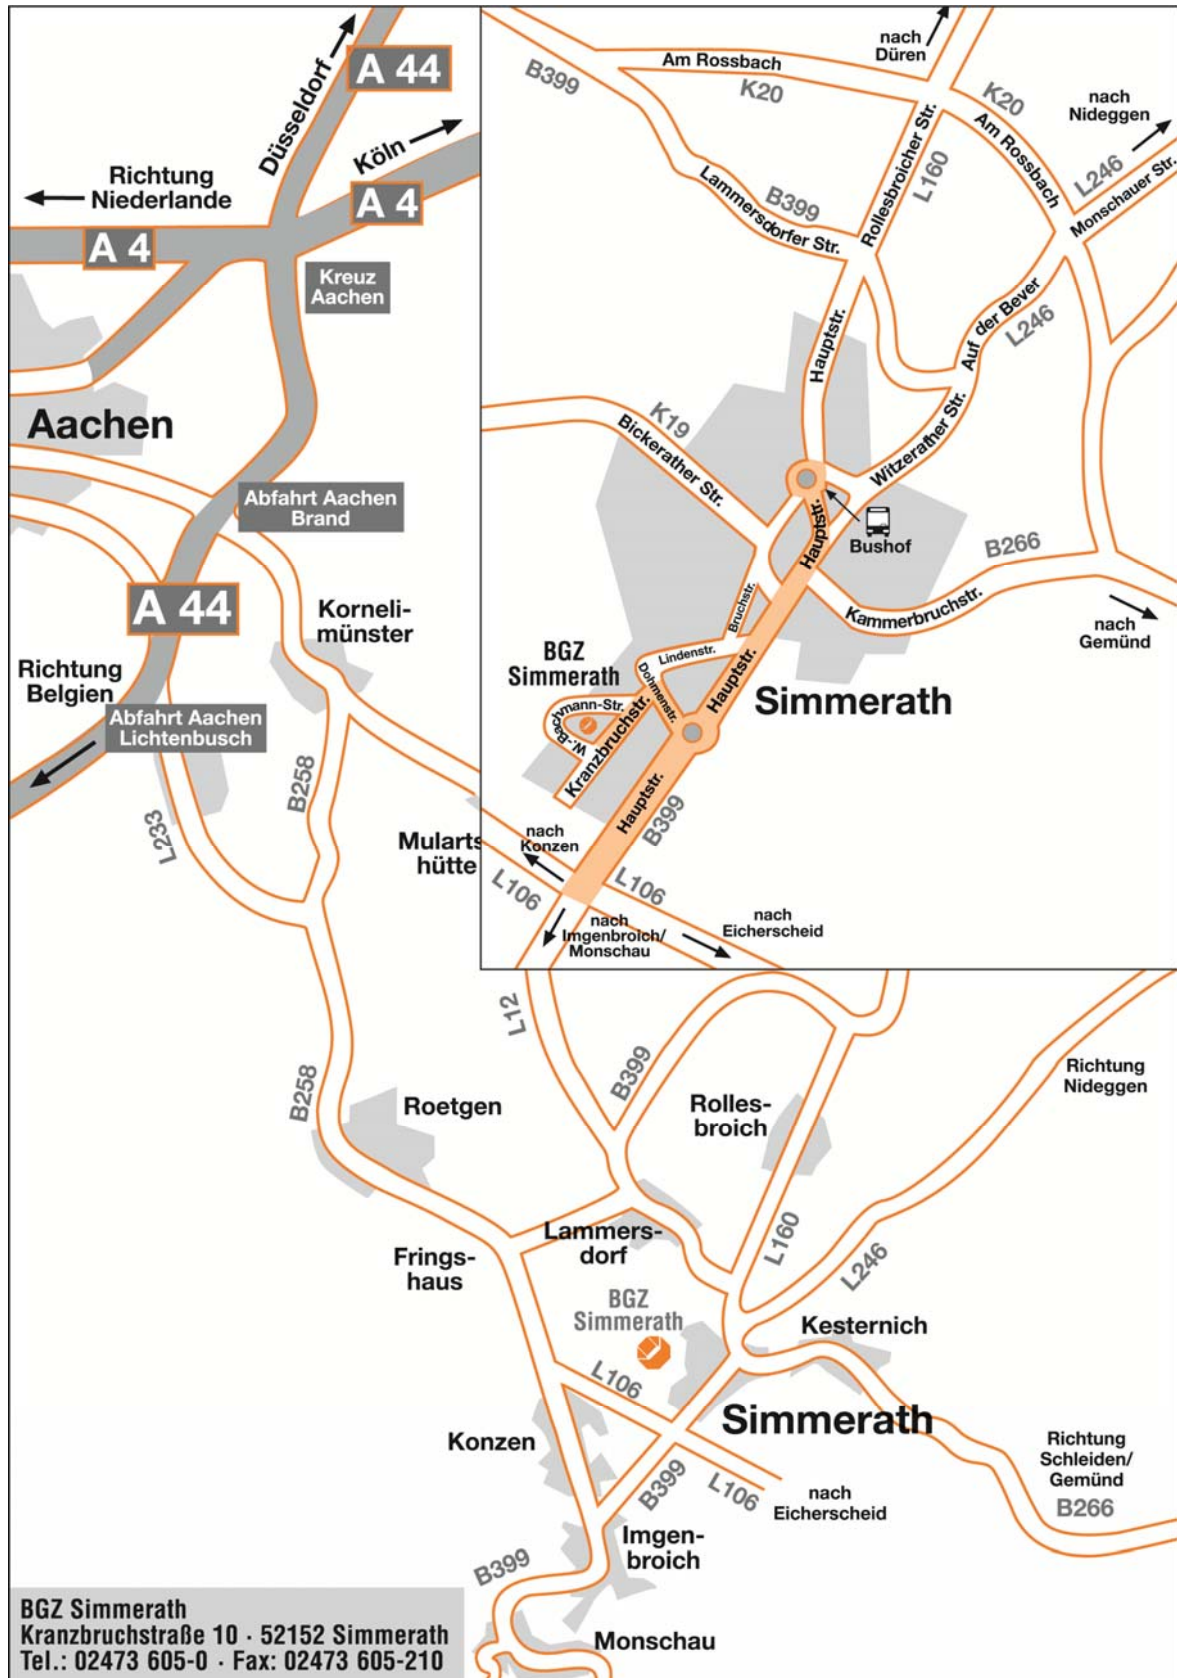 Düsseldorf
A 44
Köln
A 4
Richtung
Niederlande
A 4
Kreuz
Aachen
Aachen
Abfahrt Aachen
Brand
A 44
Korneli-
münster
Richtung
Belgien
Abfahrt Aachen
Lichtenbusch
B258
L233
Mularts
hütte
B258
Roetgen
L12
B399
Rolles-
broich
Richtung
Nideggen
L160
L246
Lammers-
dorf
Frings-
haus
BGZ
Simmerath
Kesternich
L106
Simmerath
Konzen
B399
L106
nach
Eicherscheid
Richtung
Schleiden/
Gemünd
B266
Imgen-
broich
B399
Monschau
nach
Düren
B399
Am Rossbach
K20
K20
Am Rossbach
nach
Nideggen
L246
Monschauer Str.
Rollesbroicher Str.
L160
Lammersdorfer Str.
B399
Auf der Bever
L246
Hauptstr.
K19
Bickerather Str.
Witzerather Str.
Hauptstr.
Bushof
B266
Kammerbruchstr.
nach
Gemünd
Bruchstr.
Lindenstr.
BGZ
Simmerath
Dohmenstr.
Hauptstr.
Simmerath
W.-Bachmann-Str.
Kranzbruchstr.
Hauptstr.
B399
nach
Konzen
L106
L106
nach
Imgenbroich/
Monschau
nach
Eicherscheid
BGZ Simmerath
Kranzbruchstraße 10 · 52152 Simmerath
Tel.: 02473 605-0 · Fax: 02473 605-210